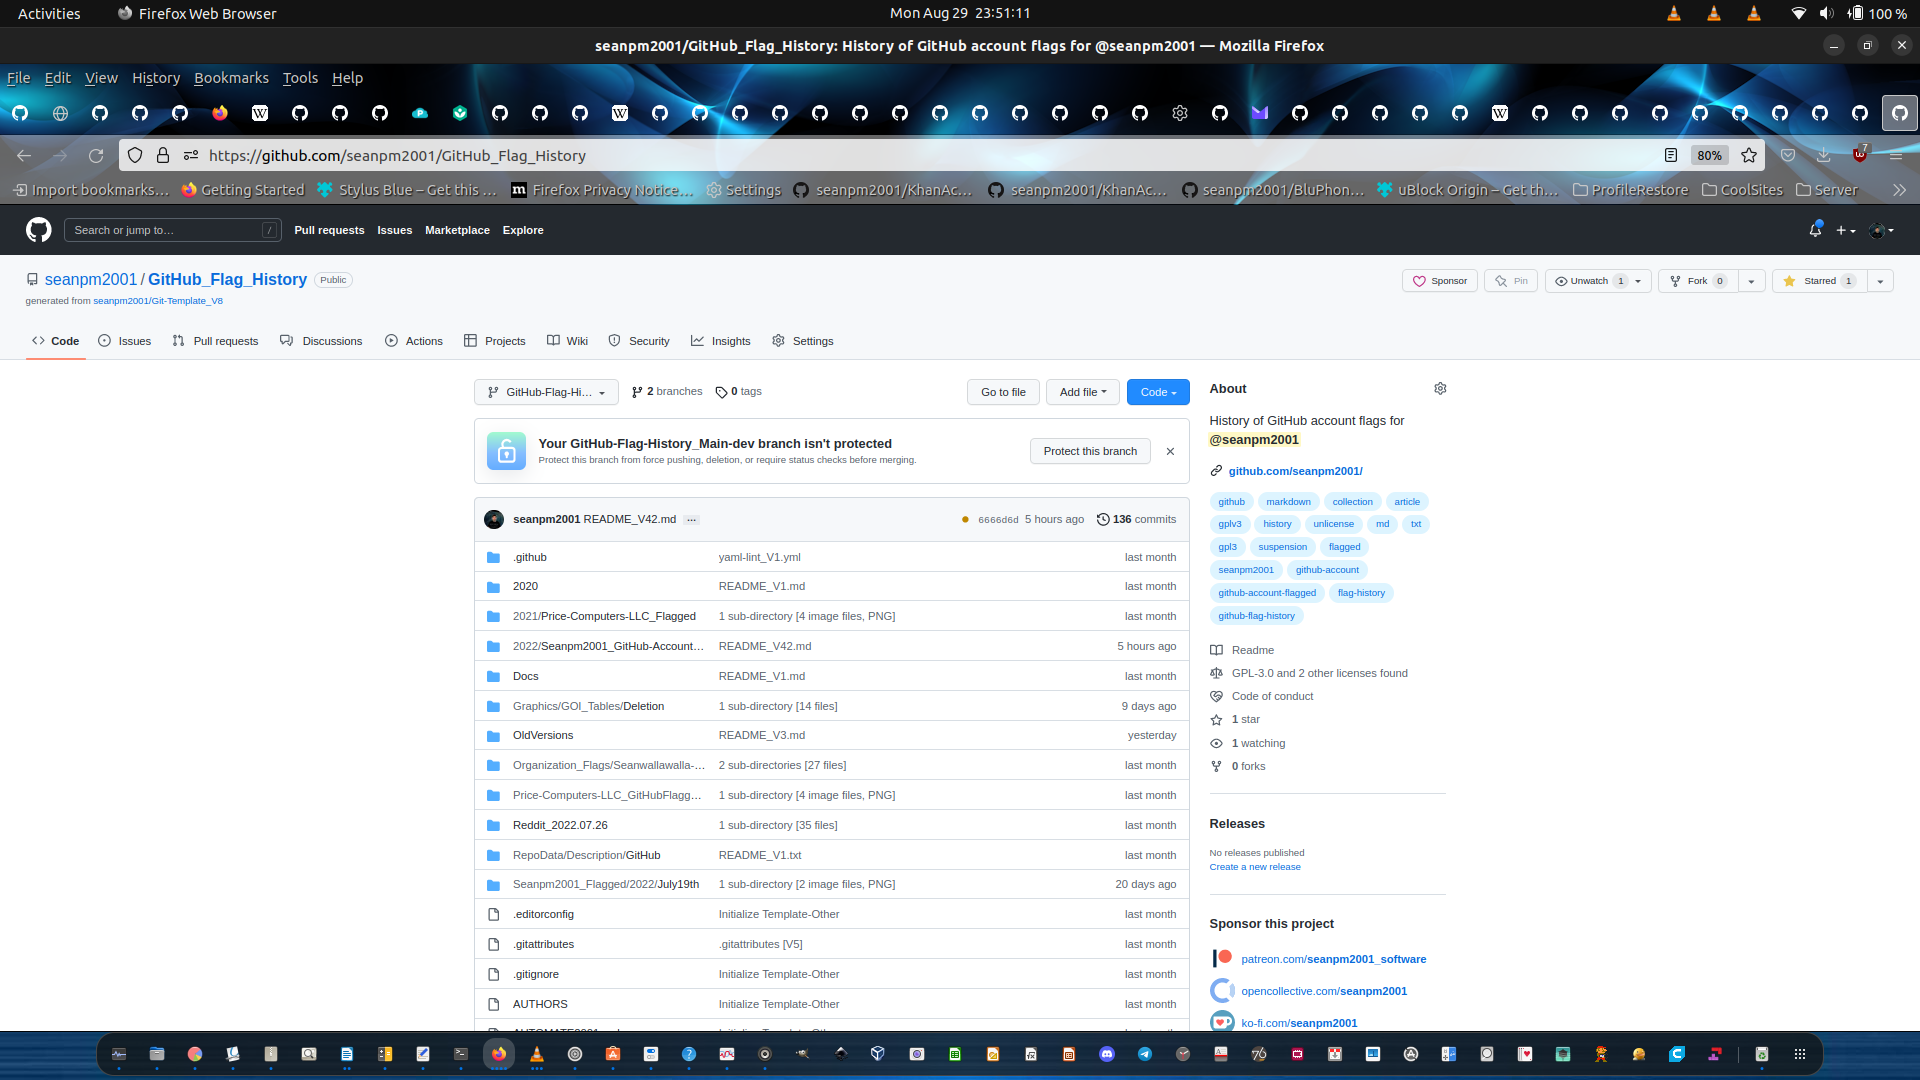 Activities
Firefox Web Browser
Mon Aug 29 23:51:11
100 %
seanpm2001/GitHub_Flag_History: History of GitHub account flags for @seanpm2001 — Mozilla Firefox
File Edit View History Bookmarks Tools Help
https://github.com/seanpm2001/GitHub_Flag_History
80%
7
Import bookmarks…
Getting Started
Stylus Blue – Get this …
Firefox Privacy Notice…
Settings
seanpm2001/KhanAc…
seanpm2001/KhanAc…
seanpm2001/BluPhon…
uBlock Origin – Get th…
ProfileRestore
CoolSites
Server
Search or jump to…
/
Pull requests
Issues
Marketplace
Explore
seanpm2001 / GitHub_Flag_History
Public
generated from seanpm2001/Git-Template_V8
Sponsor
Pin
Unwatch 1
Fork 0
Starred 1
Code
Issues
Pull requests
Discussions
Actions
Projects
Wiki
Security
Insights
Settings
GitHub-Flag-Hi…
2 branches
0 tags
Go to file
Add file
Code
Your GitHub-Flag-History_Main-dev branch isn't protected
Protect this branch from force pushing, deletion, or require status checks before merging.
Protect this branch
seanpm2001 README_V42.md …
6666d6d 5 hours ago
136 commits
.github yaml-lint_V1.yml last month
2020 README_V1.md last month
2021/Price-Computers-LLC_Flagged 1 sub-directory [4 image files, PNG] last month
2022/Seanpm2001_GitHub-Account… README_V42.md 5 hours ago
Docs README_V1.md last month
Graphics/GOI_Tables/Deletion 1 sub-directory [14 files] 9 days ago
OldVersions README_V3.md yesterday
Organization_Flags/Seanwallawalla-… 2 sub-directories [27 files] last month
Price-Computers-LLC_GitHubFlagg… 1 sub-directory [4 image files, PNG] last month
Reddit_2022.07.26 1 sub-directory [35 files] last month
RepoData/Description/GitHub README_V1.txt last month
Seanpm2001_Flagged/2022/July19th 1 sub-directory [2 image files, PNG] 20 days ago
.editorconfig Initialize Template-Other last month
.gitattributes .gitattributes [V5] last month
.gitignore Initialize Template-Other last month
AUTHORS Initialize Template-Other last month
About
History of GitHub account flags for
@seanpm2001
github.com/seanpm2001/
github markdown collection article
gplv3 history unlicense md txt
gpl3 suspension flagged
seanpm2001 github-account
github-account-flagged flag-history
github-flag-history
Readme
GPL-3.0 and 2 other licenses found
Code of conduct
1 star
1 watching
0 forks
Releases
No releases published
Create a new release
Sponsor this project
patreon.com/seanpm2001_software
opencollective.com/seanpm2001
ko-fi.com/seanpm2001